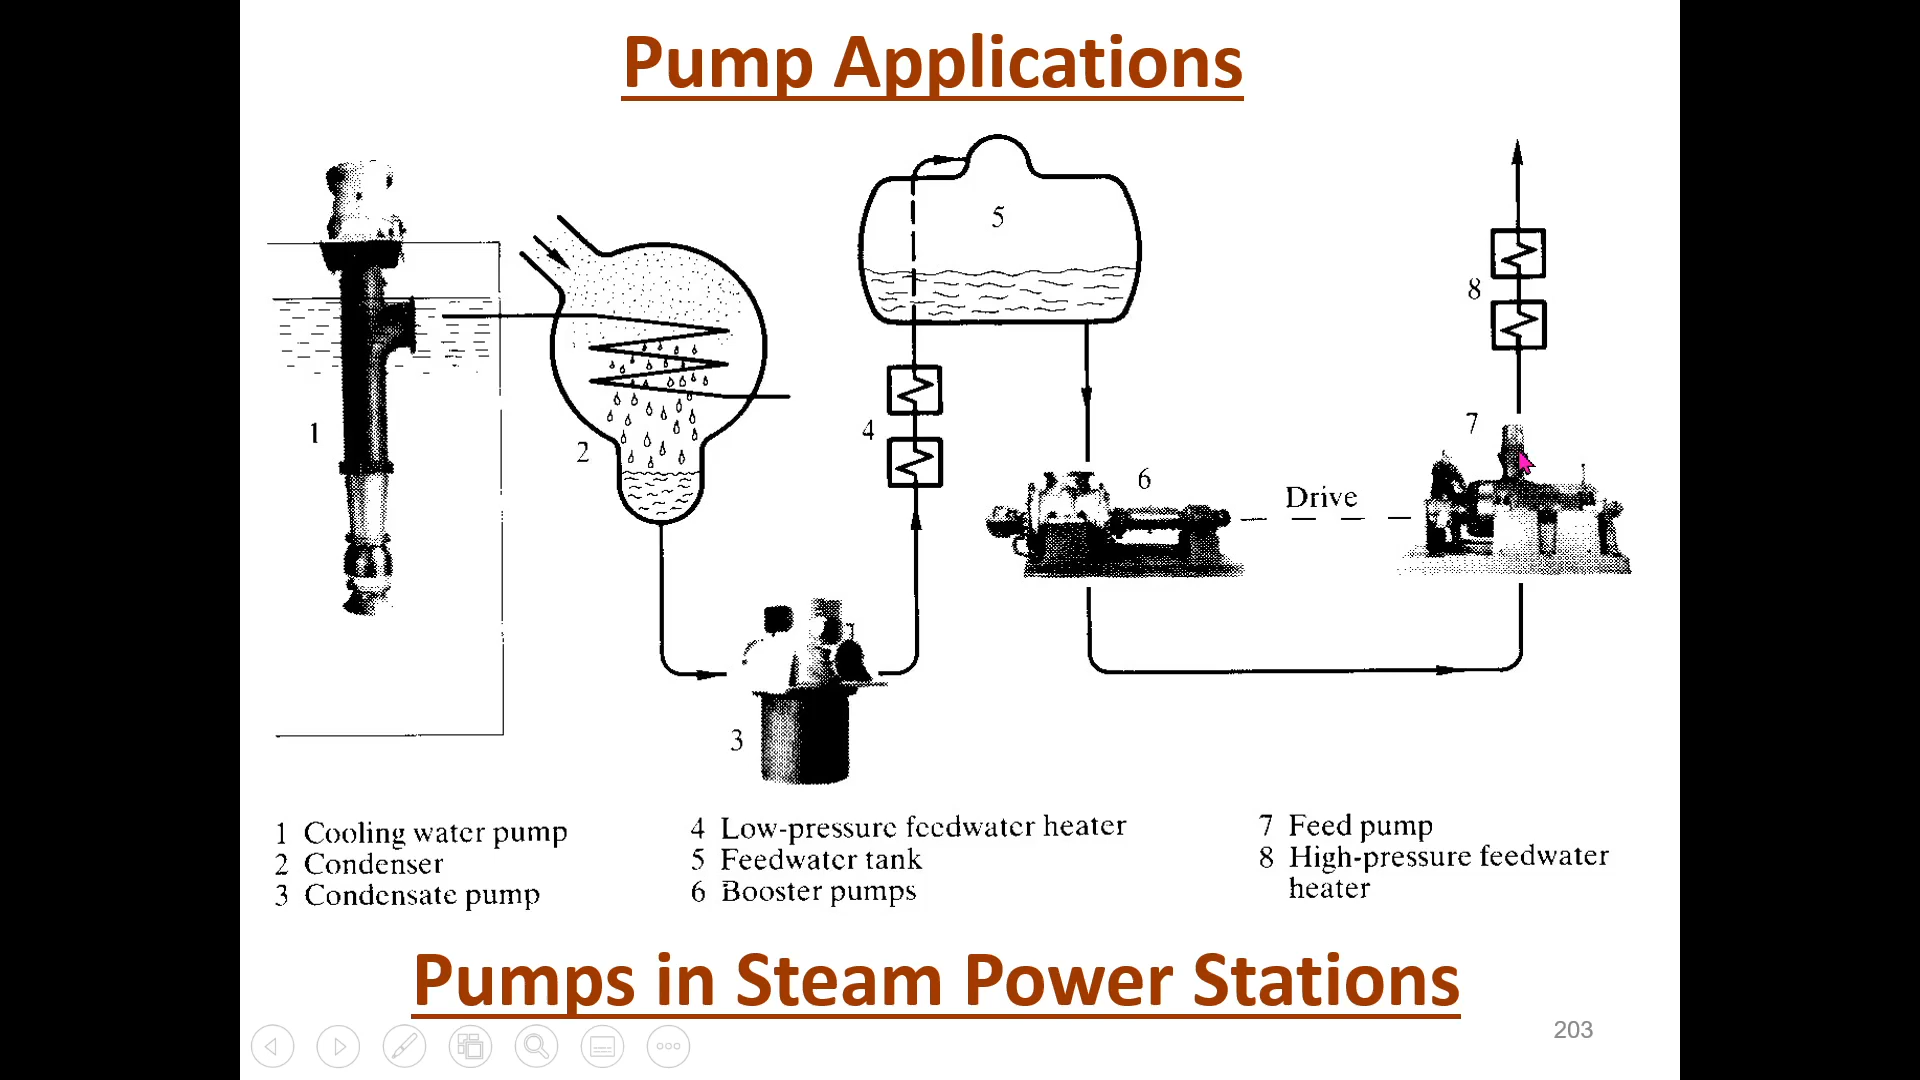 Pump Applications
1
2
3
4
5
6
Drive
7
8
1 Cooling water pump
2 Condenser
3 Condensate pump
4 Low-pressure feedwater heater
5 Feedwater tank
6 Booster pumps
7 Feed pump
8 High-pressure feedwater
heater
Pumps in Steam Power Stations
203